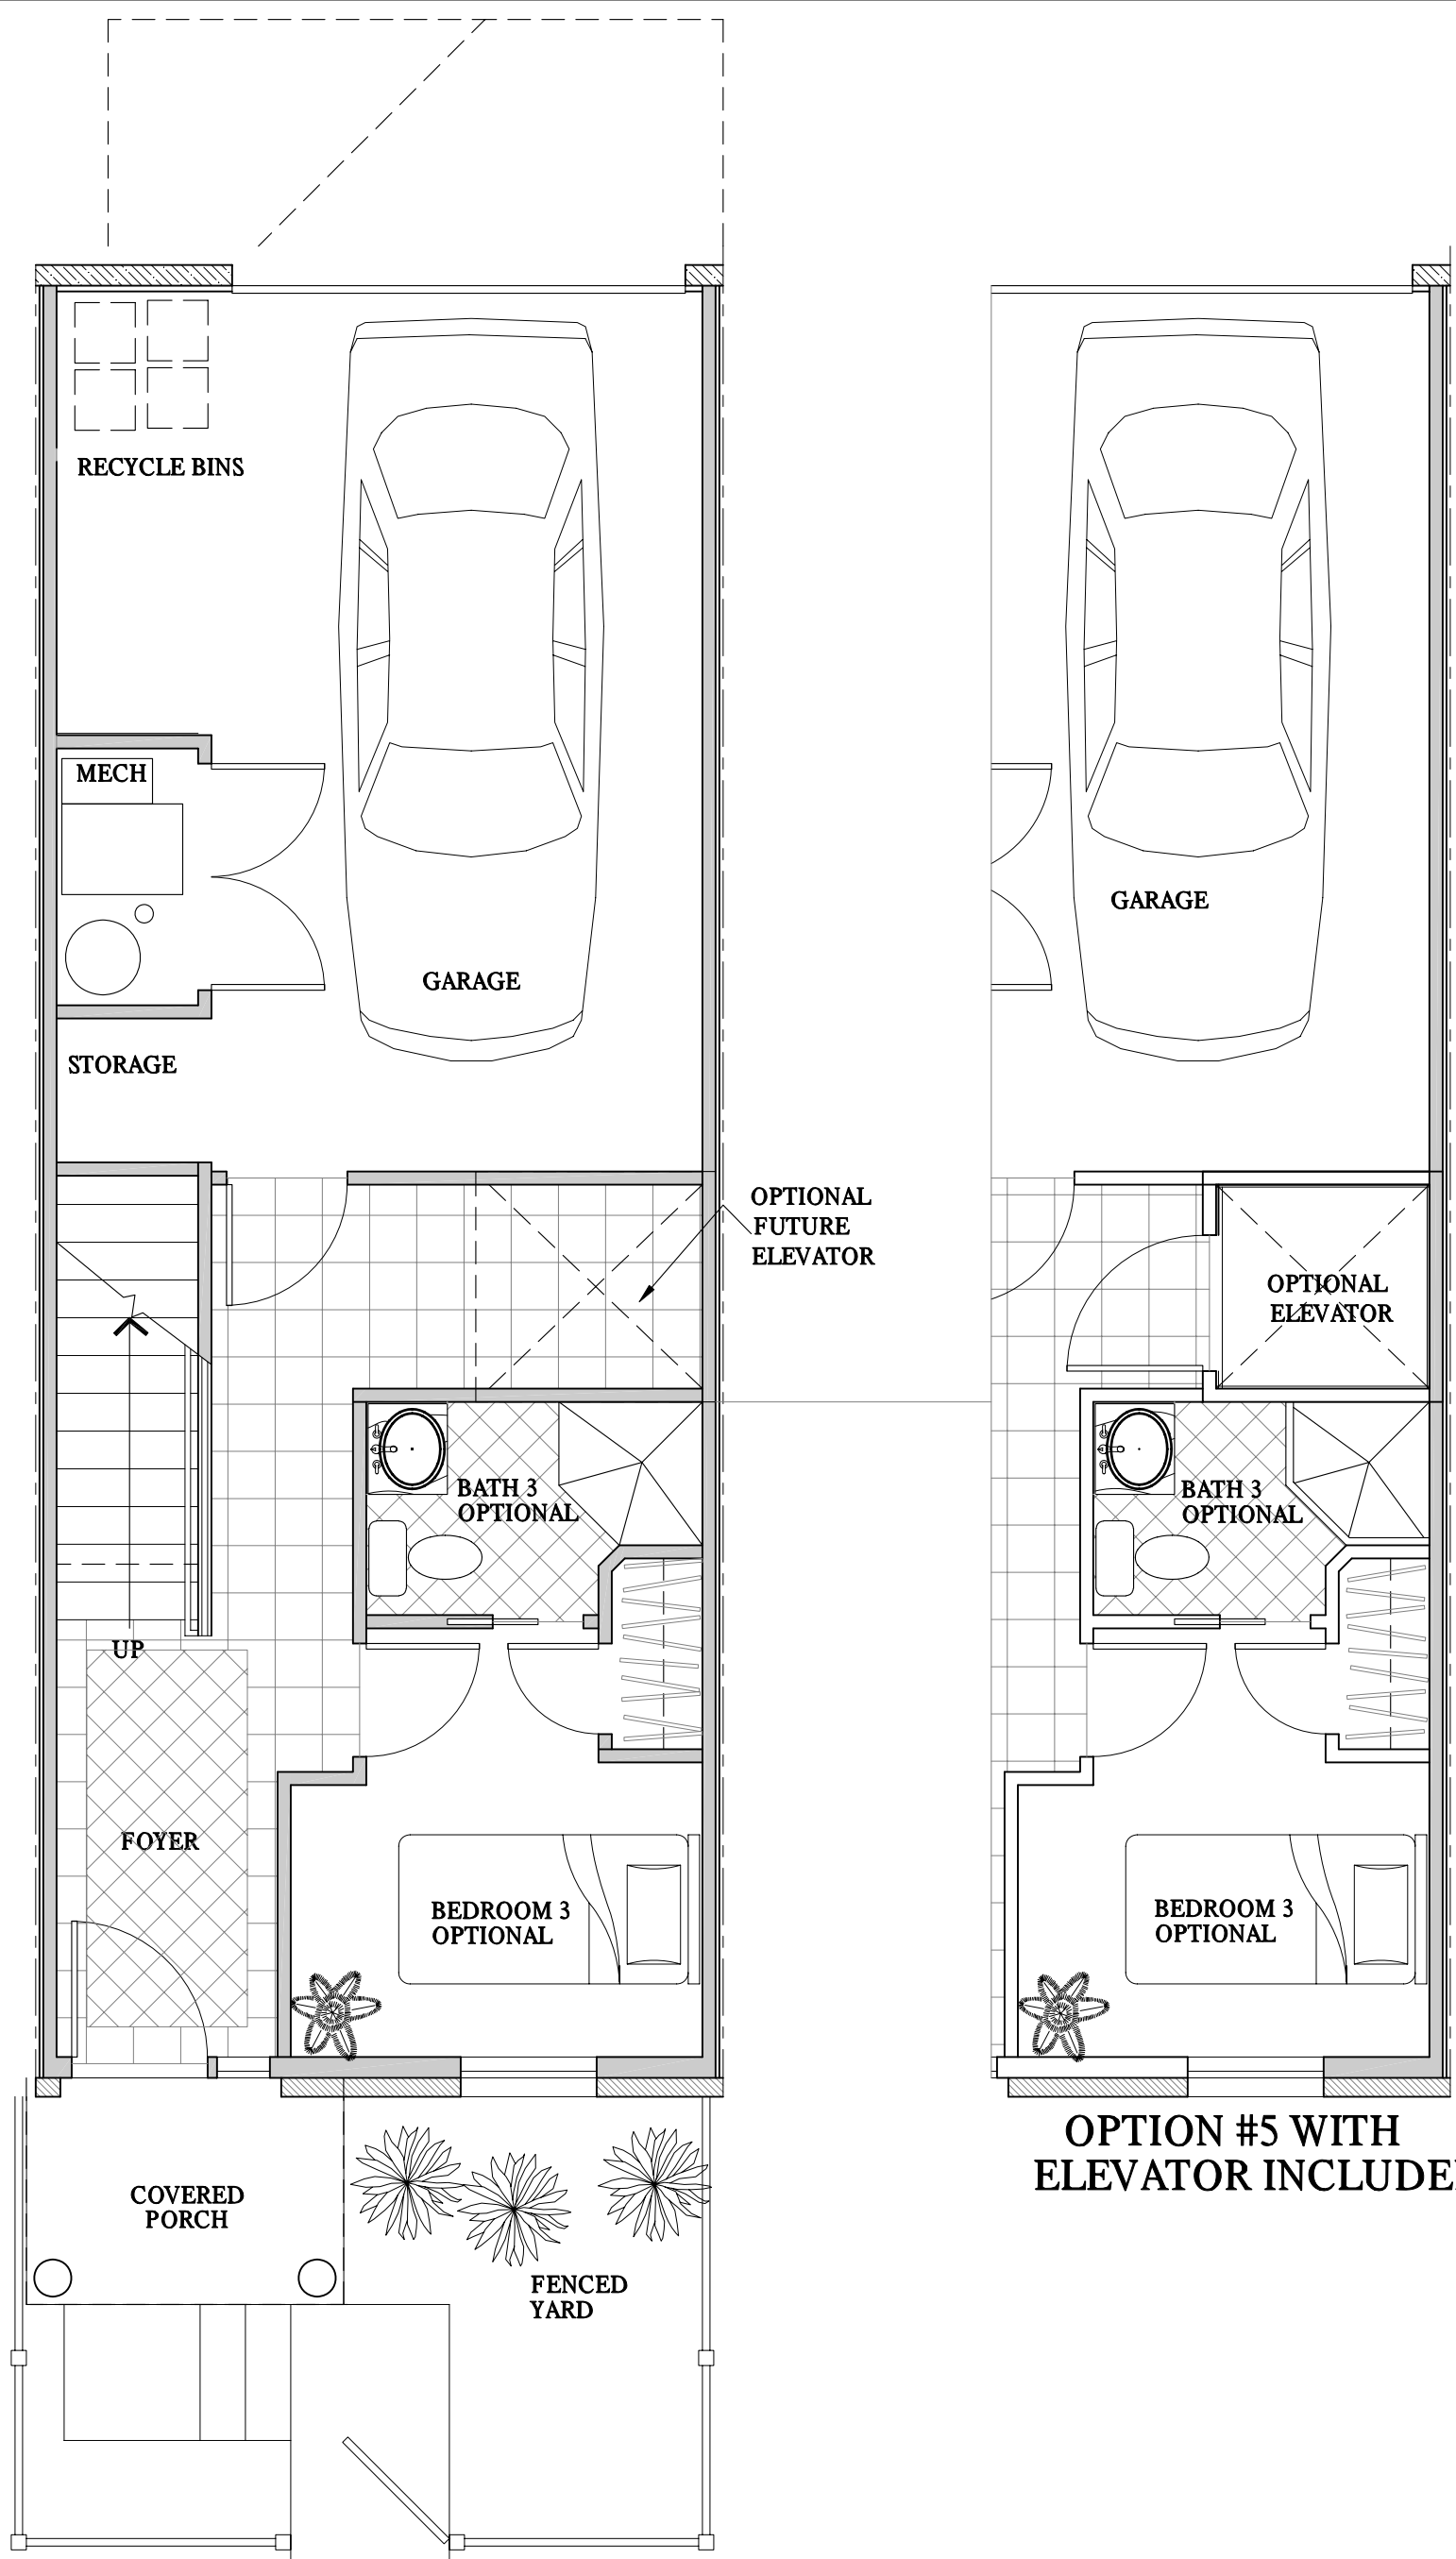 RECYCLE BINS
MECH
GARAGE
STORAGE
OPTIONAL
FUTURE
ELEVATOR
BATH 3
OPTIONAL
UP
FOYER
BEDROOM 3
OPTIONAL
COVERED
PORCH
FENCED
YARD
GARAGE
OPTIONAL
ELEVATOR
BATH 3
OPTIONAL
BEDROOM 3
OPTIONAL
OPTION #5 WITH
ELEVATOR INCLUDE